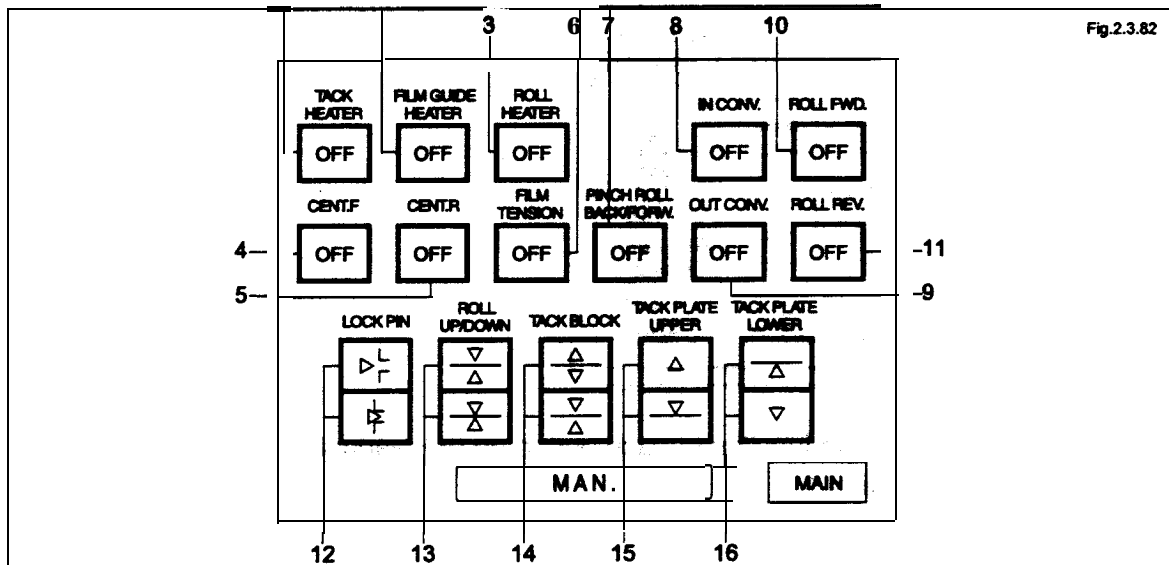 3 6 7 8 10 Fig.2.3.82
TACK HEATER
FILM GUIDE HEATER
ROLL HEATER
IN CONV.
ROLL FWD.
OFF OFF OFF OFF OFF
CENT.F
CENT.R
FILM TENSION
PINCH ROLL BACK/FORW.
OUT CONV.
ROLL REV.
4 OFF OFF OFF OFF OFF OFF 11
5 9
LOCK PIN
ROLL UP/DOWN
TACK BLOCK
TACK PLATE UPPER
TACK PLATE LOWER
MAN. MAIN
12 13 14 15 16